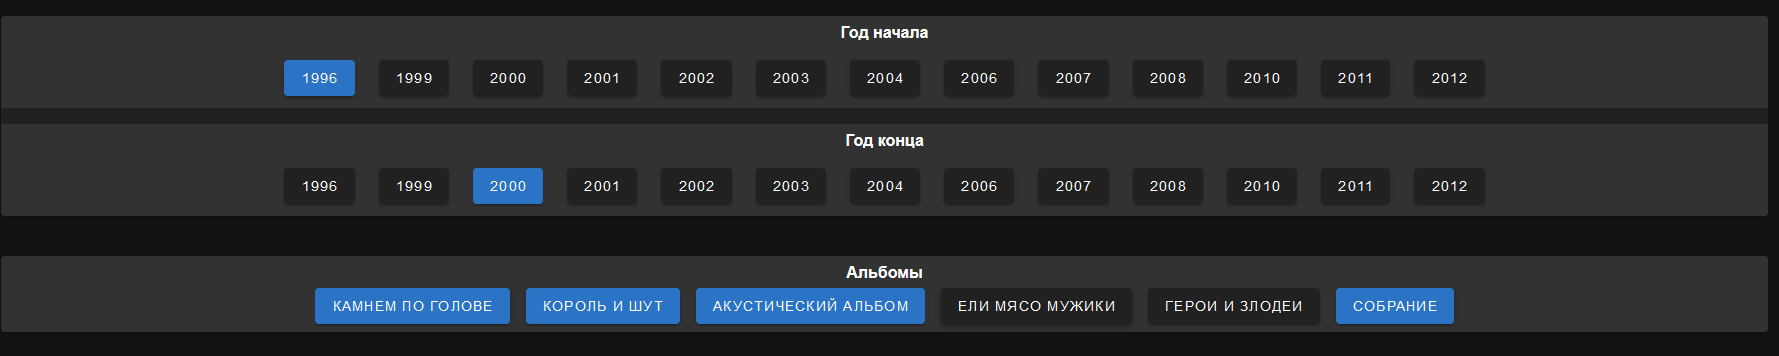 Год начала
1996 1999 2000 2001 2002 2003 2004 2006 2007 2008 2010 2011 2012
Год конца
1996 1999 2000 2001 2002 2003 2004 2006 2007 2008 2010 2011 2012
Альбомы
КАМНЕМ ПО ГОЛОВЕ КОРОЛЬ И ШУТ АКУСТИЧЕСКИЙ АЛЬБОМ ЕЛИ МЯСО МУЖИКИ ГЕРОИ И ЗЛОДЕИ СОБРАНИЕ